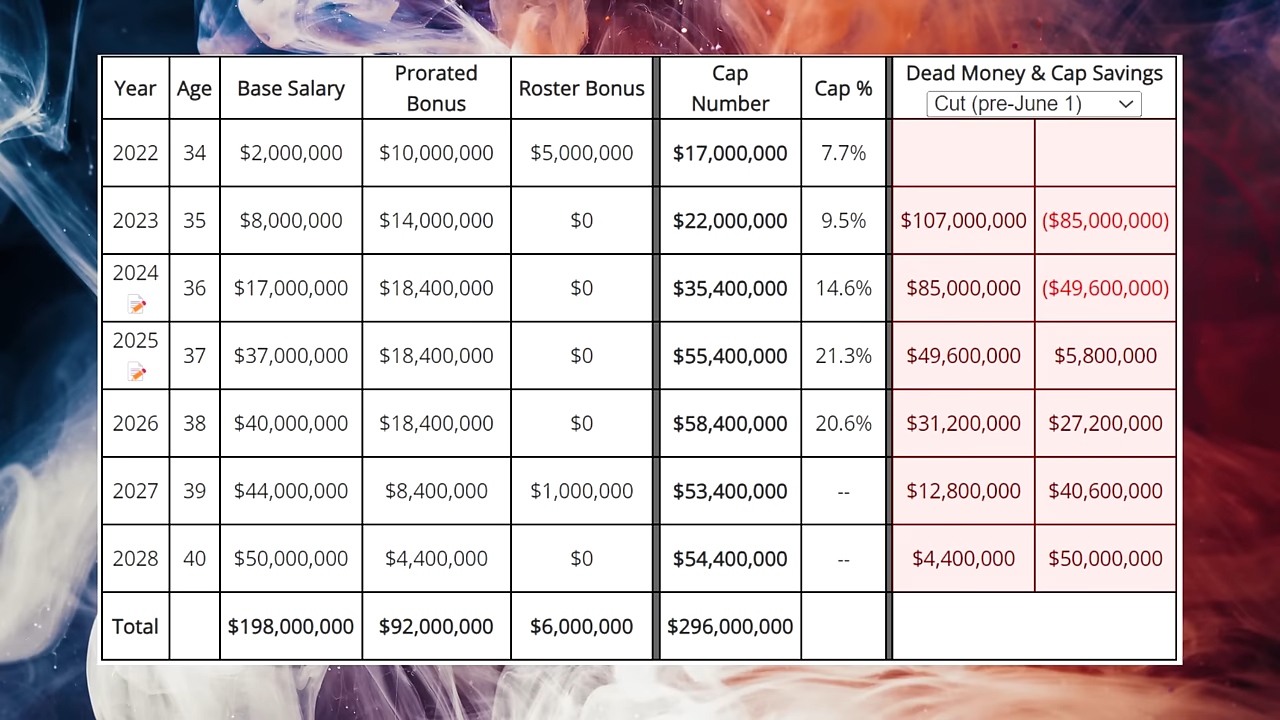 Year Age Base Salary Prorated Bonus Roster Bonus Cap Number Cap % Dead Money & Cap Savings
Cut (pre-June 1)
2022 34 $2,000,000 $10,000,000 $5,000,000 $17,000,000 7.7%
2023 35 $8,000,000 $14,000,000 $0 $22,000,000 9.5% $107,000,000 ($85,000,000)
2024 36 $17,000,000 $18,400,000 $0 $35,400,000 14.6% $85,000,000 ($49,600,000)
2025 37 $37,000,000 $18,400,000 $0 $55,400,000 21.3% $49,600,000 $5,800,000
2026 38 $40,000,000 $18,400,000 $0 $58,400,000 20.6% $31,200,000 $27,200,000
2027 39 $44,000,000 $8,400,000 $1,000,000 $53,400,000 -- $12,800,000 $40,600,000
2028 40 $50,000,000 $4,400,000 $0 $54,400,000 -- $4,400,000 $50,000,000
Total $198,000,000 $92,000,000 $6,000,000 $296,000,000